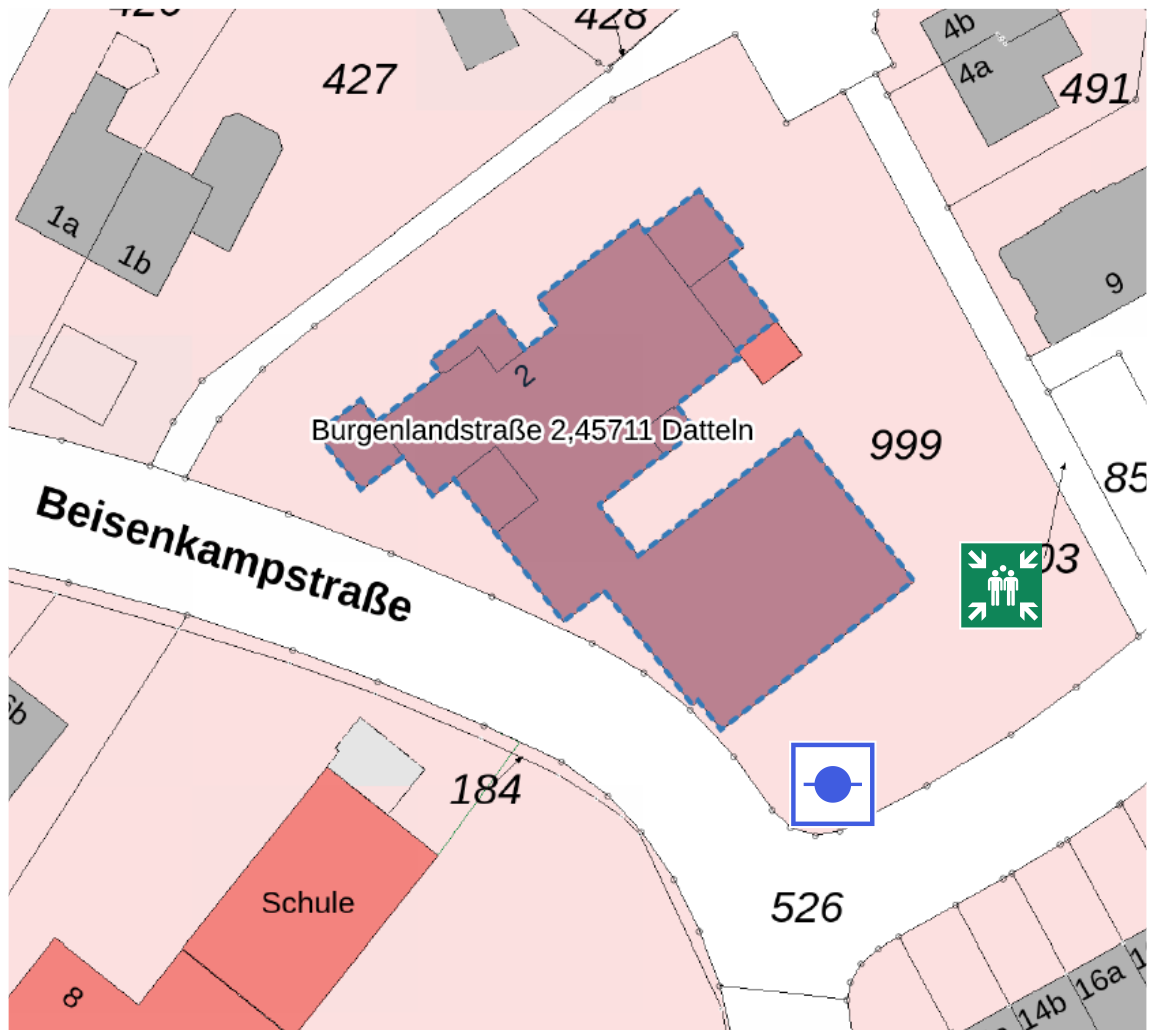 428
4b
427
4a
491
1a
1b
9
2
Burgenlandstraße 2,45711 Datteln
999
85
Beisenkampstraße
03
6b
184
Schule
526
8
16a
14b